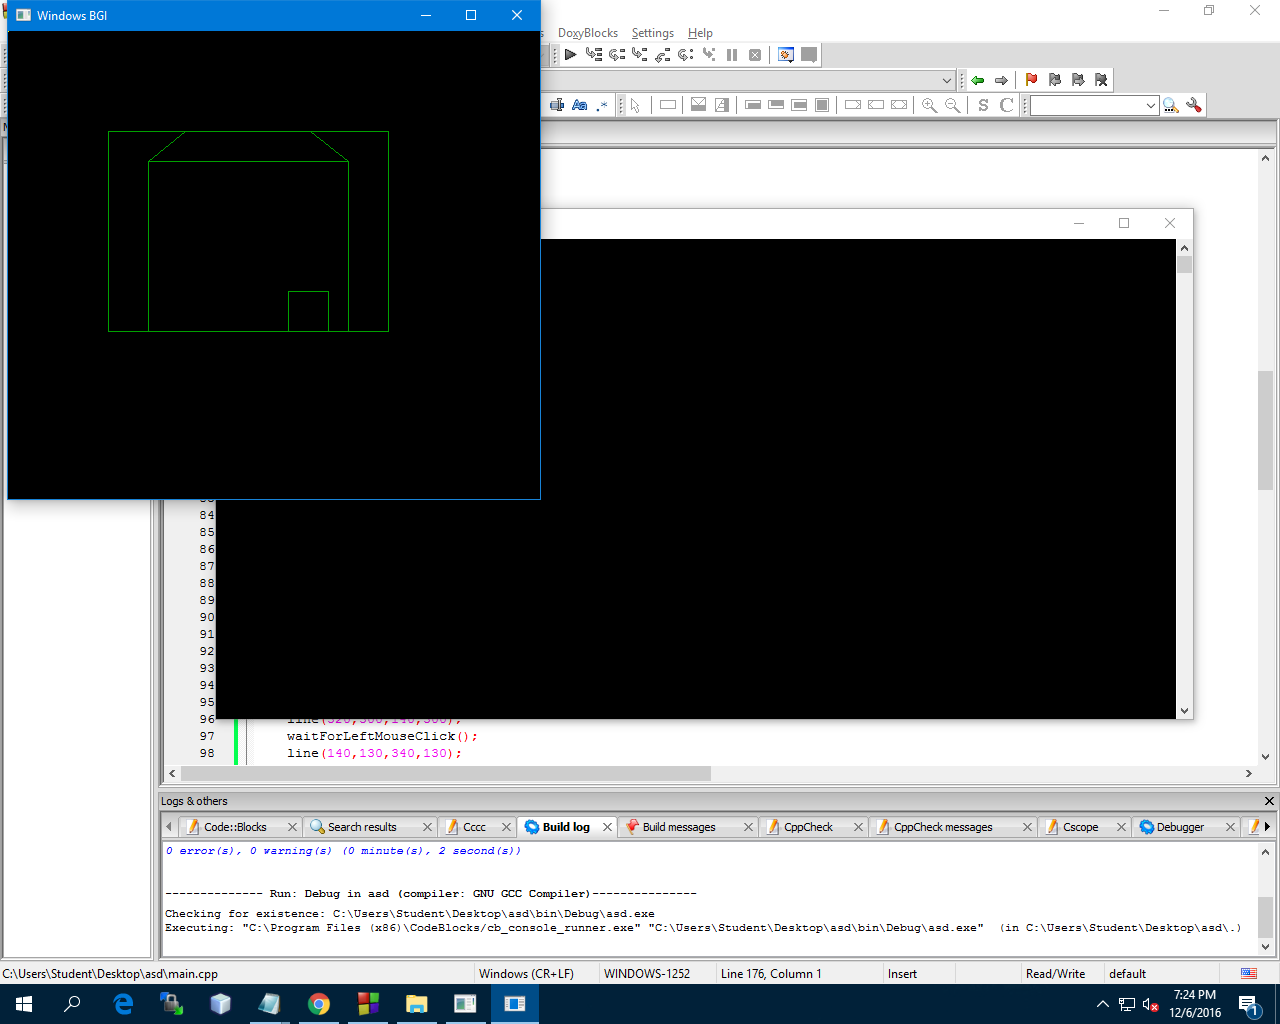 Windows BGI
s DoxyBlocks Settings Help
84
85
86
87
88
89
90
91
92
93
94
95
96 line(320,300,140,300);
97 waitForLeftMouseClick();
98 line(140,130,340,130);
Logs & others
Code::Blocks Search results Cccc Build log Build messages CppCheck CppCheck messages Cscope Debugger
0 error(s), 0 warning(s) (0 minute(s), 2 second(s))
-------------- Run: Debug in asd (compiler: GNU GCC Compiler)---------------
Checking for existence: C:\Users\Student\Desktop\asd\bin\Debug\asd.exe
Executing: "C:\Program Files (x86)\CodeBlocks/cb_console_runner.exe" "C:\Users\Student\Desktop\asd\bin\Debug\asd.exe"  (in C:\Users\Student\Desktop\asd\.)
C:\Users\Student\Desktop\asd\main.cpp Windows (CR+LF) WINDOWS-1252 Line 176, Column 1 Insert Read/Write default
7:24 PM
12/6/2016
1